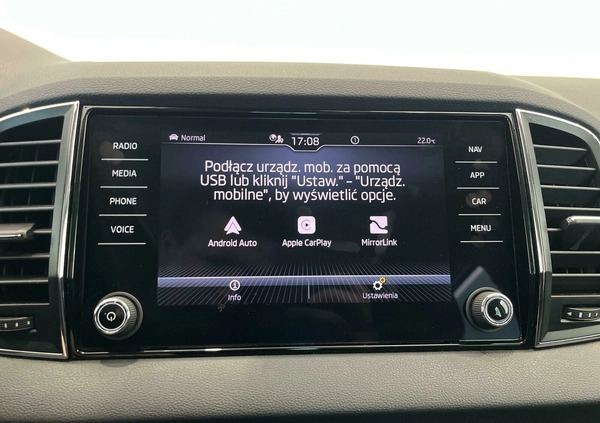 RADIO
MEDIA
PHONE
VOICE
Normal
17:08
1
22.0°C
Podłącz urządz. mob. za pomocą
USB lub kliknij "Ustaw." - "Urządz.
mobilne", by wyświetlić opcje.
Android Auto
Apple CarPlay
MirrorLink
Info
Ustawienia
NAV
APP
CAR
MENU